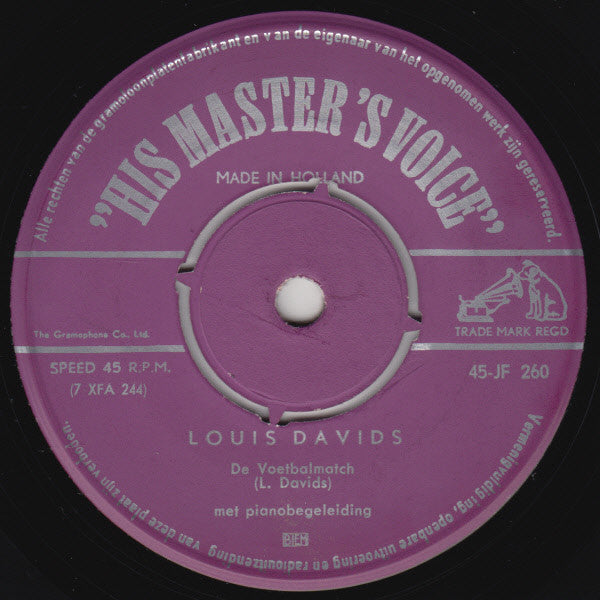 Alle rechten van de gramofoonplatenfabrikant en van de eigenaar van het opgenomen werk zijn gereserveerd.
"HIS MASTER'S VOICE"
MADE IN HOLLAND
The Gramophone Co., Ltd.
TRADE MARK REGD
SPEED 45 R.P.M.
(7 XFA 244)
45-JF 260
LOUIS DAVIDS
De Voetbalmatch
(L. Davids)
met pianobegeleiding
BIEM
Vermenigvuldiging, openbare uitvoering en radiouitzending van deze plaat zijn verboden.